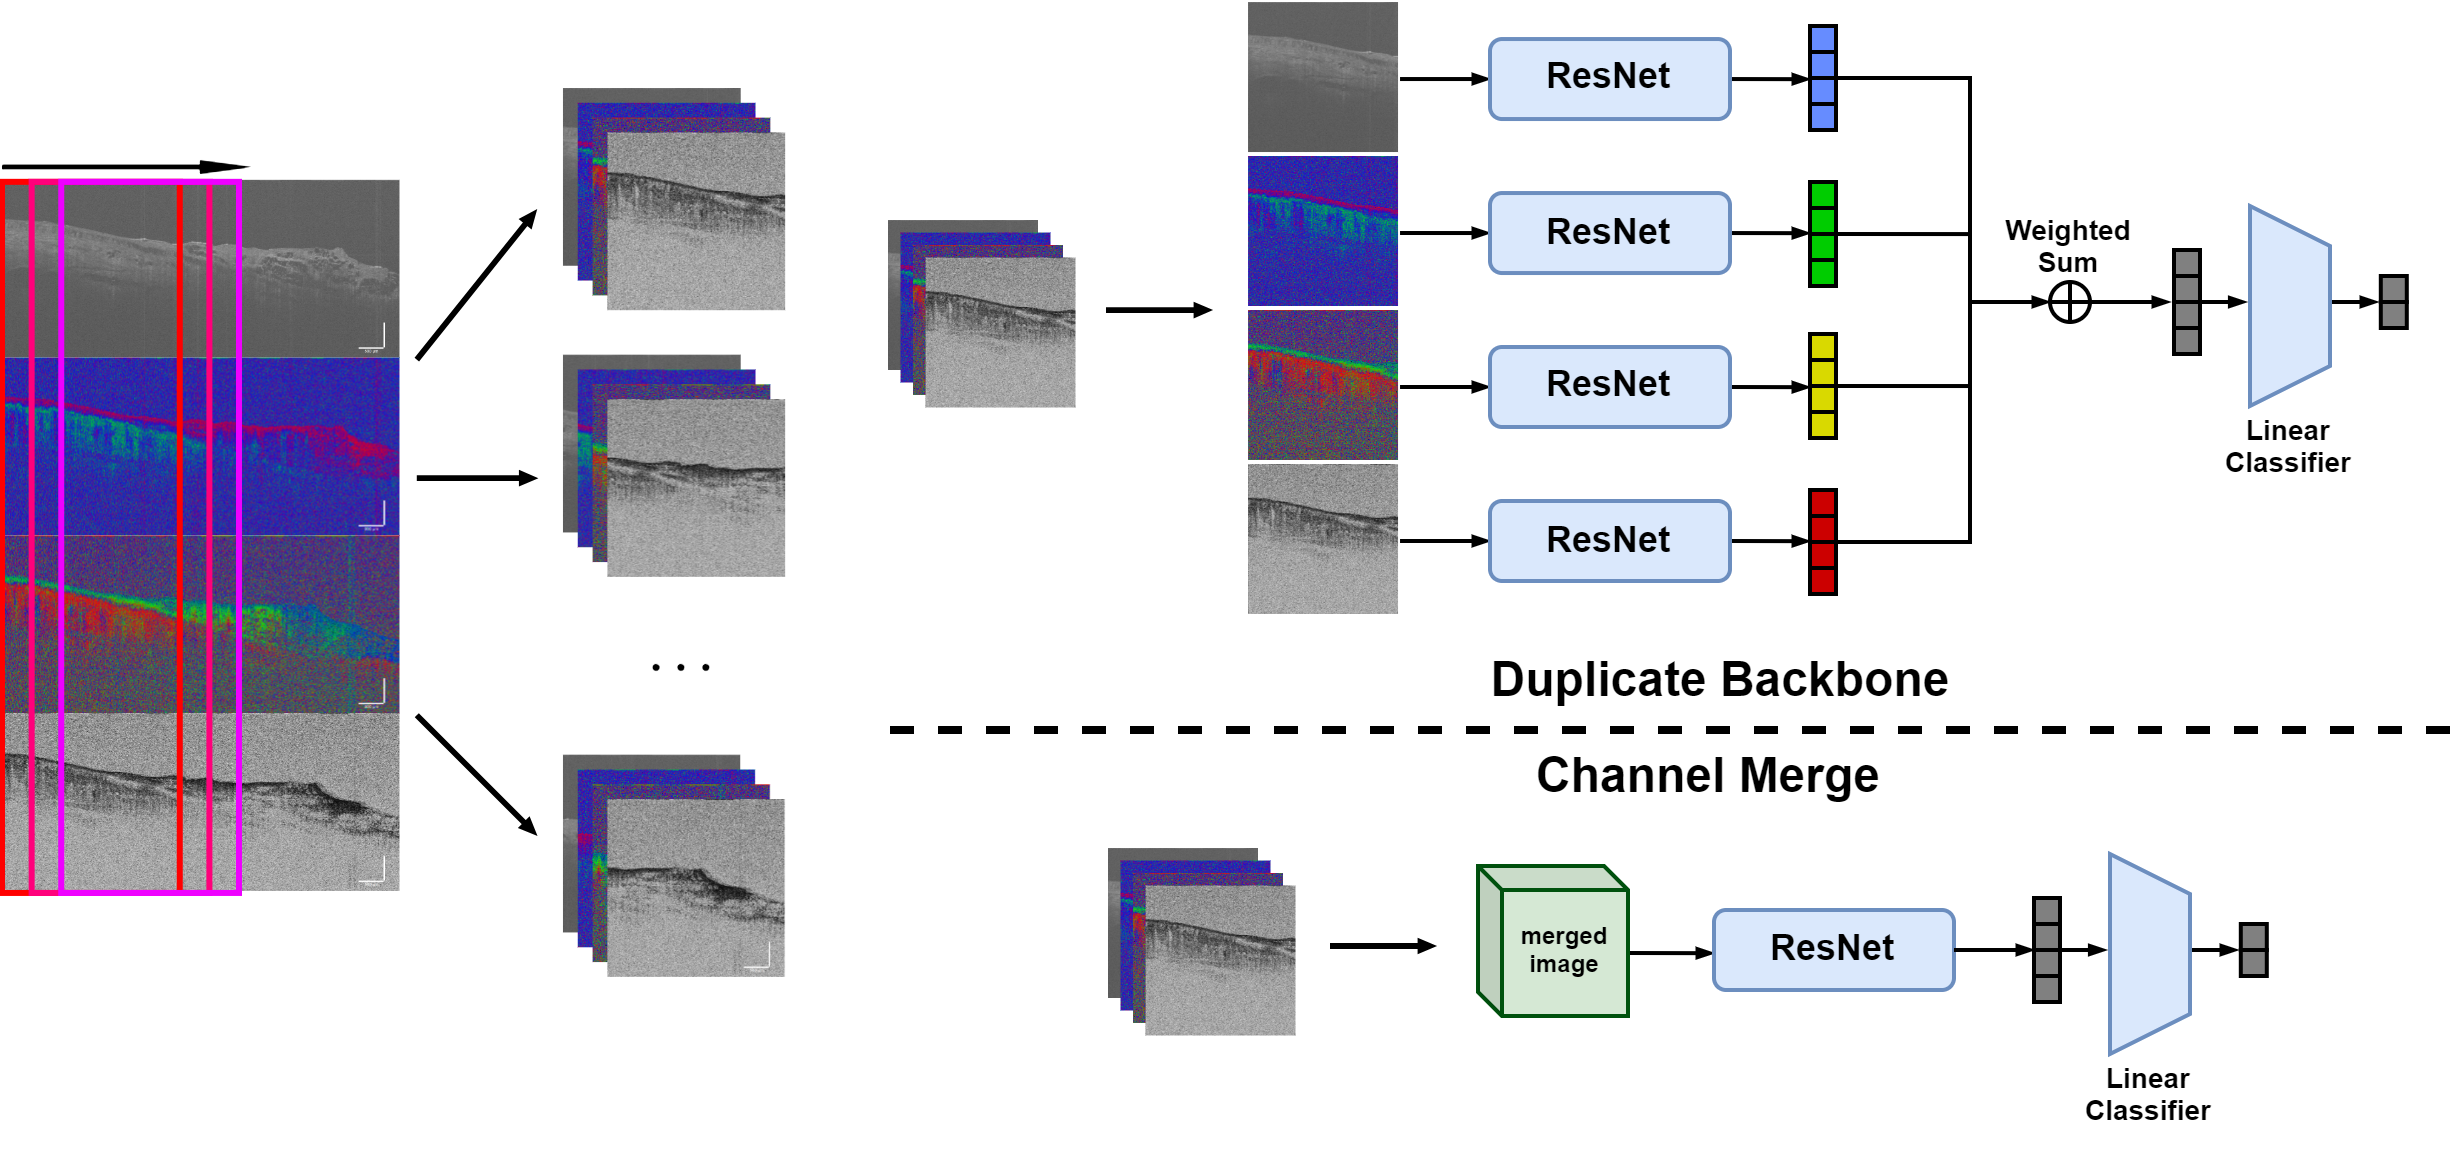 ResNet
ResNet
ResNet
ResNet
Weighted
Sum
Linear
Classifier
. . .
Duplicate Backbone
Channel Merge
merged
image
ResNet
Linear
Classifier